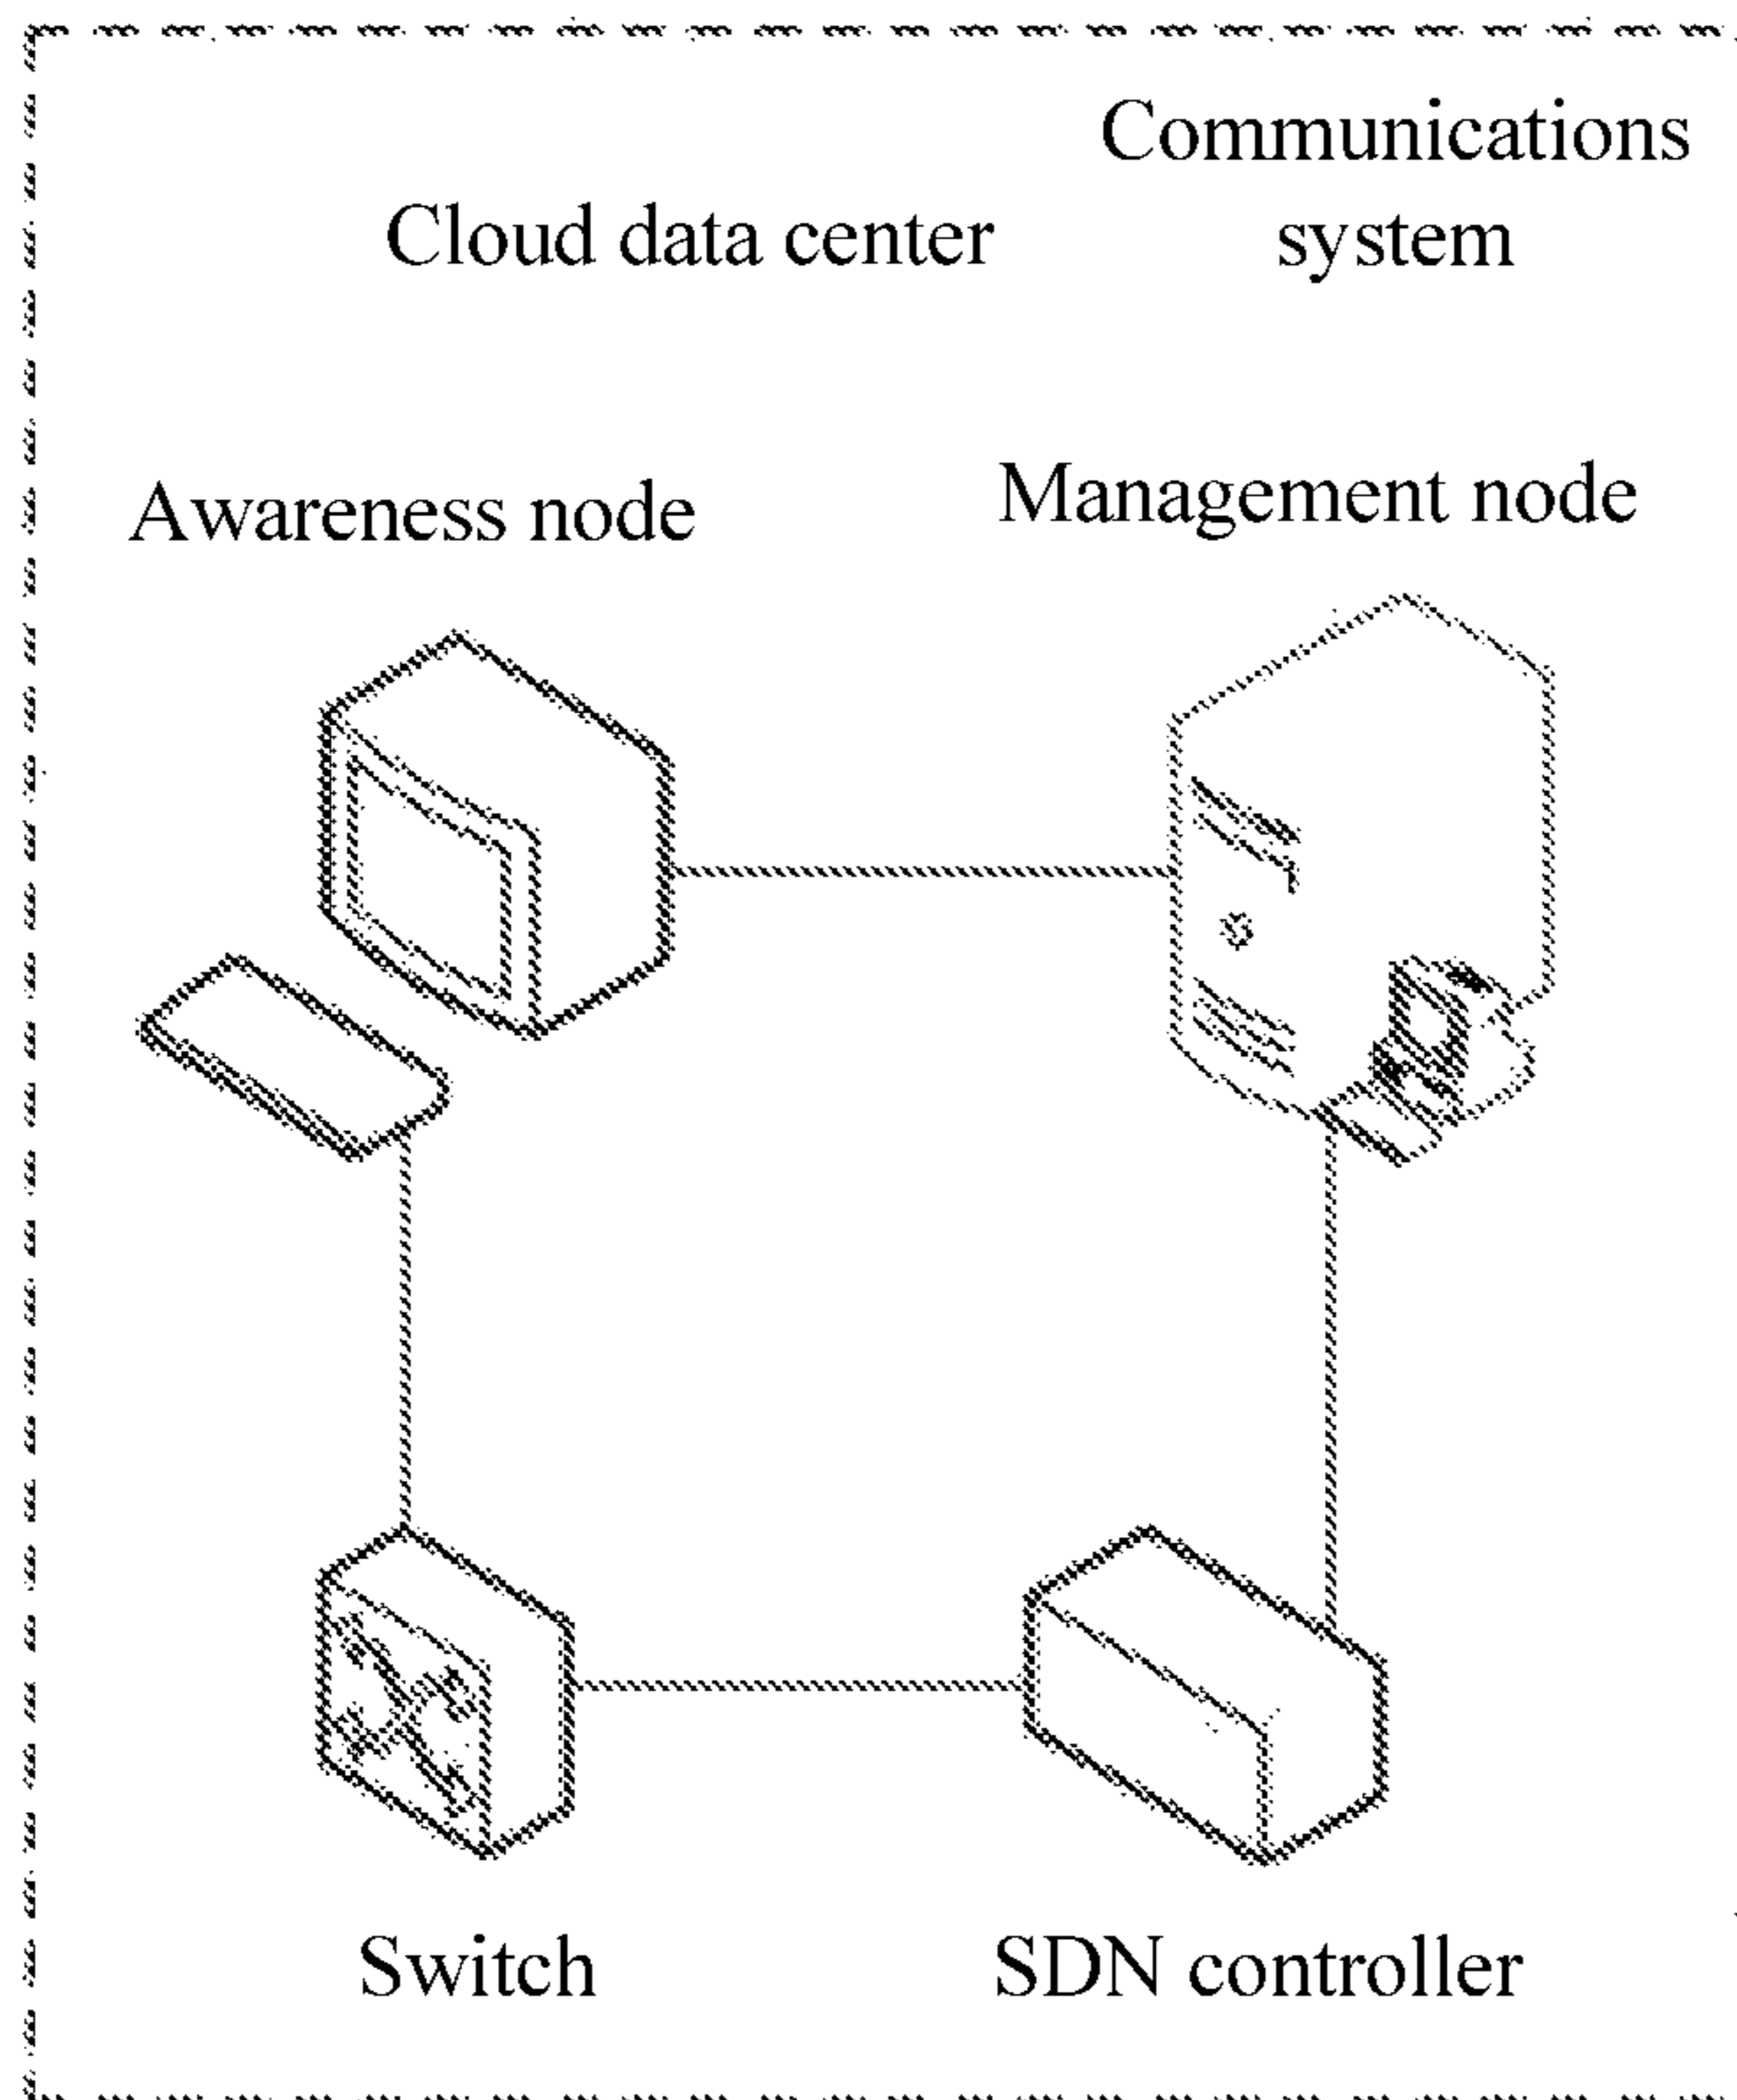 Communications
system
Cloud data center
Awareness node
Management node
Switch
SDN controller